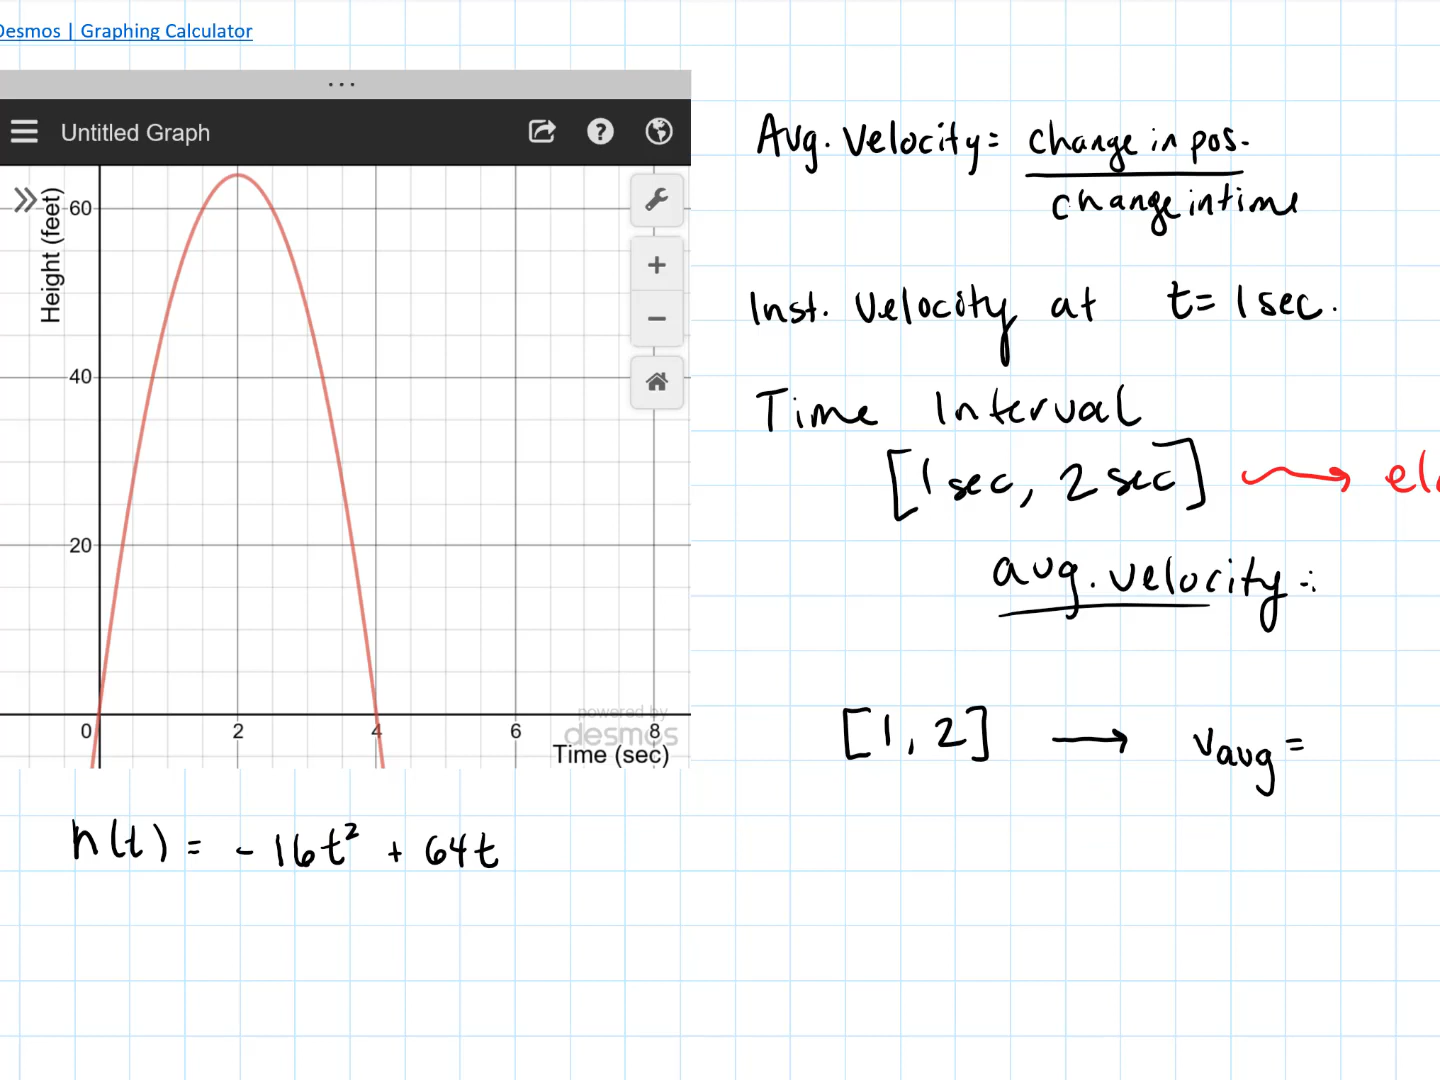 Desmos | Graphing Calculator
...
Untitled Graph
Height (feet)
60
40
20
0
2
4
6
8
powered by
desmos
Time (sec)
h(t) = -16t² + 64t
Avg. Velocity = change in pos.
change in time
Inst. Velocity at t = 1 sec.
Time Interval
[1 sec, 2 sec] →
avg. velocity =
[1, 2] → vavg =